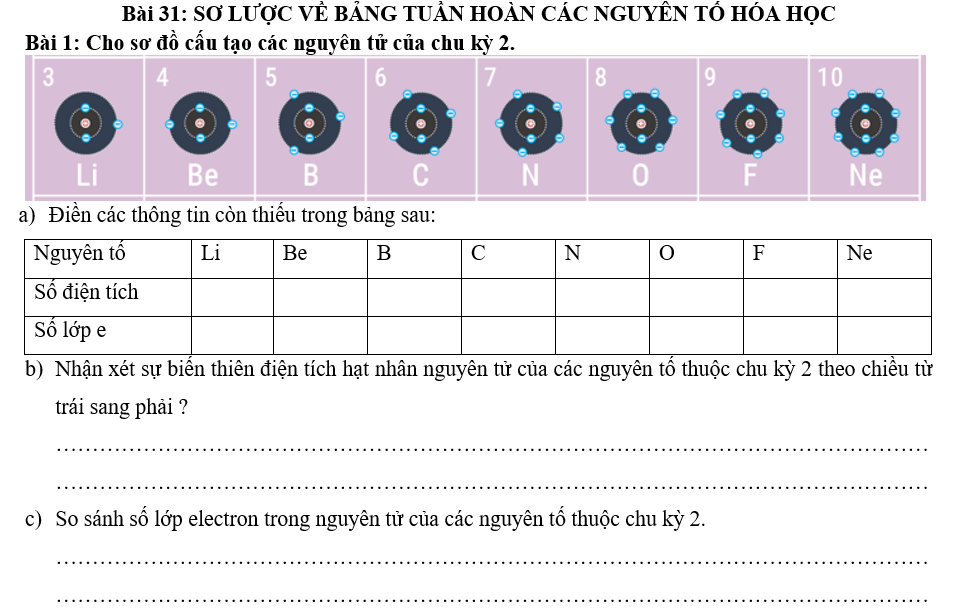 Bài 31: SƠ LƯỢC VỀ BẢNG TUẦN HOÀN CÁC NGUYÊN TỐ HÓA HỌC
Bài 1: Cho sơ đồ cấu tạo các nguyên tử của chu kỳ 2.
3 4 5 6 7 8 9 10
Li Be B C N O F Ne
a) Điền các thông tin còn thiếu trong bảng sau:
Nguyên tố Li Be B C N O F Ne
Số điện tích
Số lớp e
b) Nhận xét sự biến thiên điện tích hạt nhân nguyên tử của các nguyên tố thuộc chu kỳ 2 theo chiều từ
trái sang phải ?
c) So sánh số lớp electron trong nguyên tử của các nguyên tố thuộc chu kỳ 2.